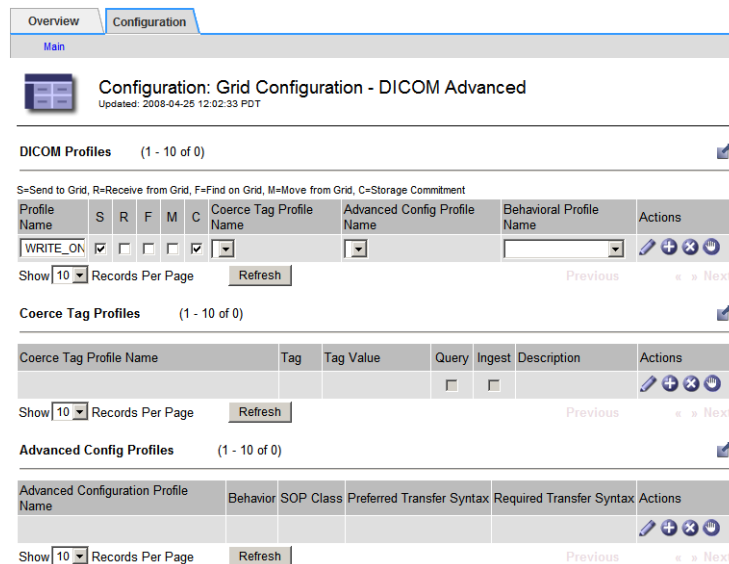 Overview
Configuration
Main
Configuration: Grid Configuration - DICOM Advanced
Updated: 2008-04-25 12:02:33 PDT
DICOM Profiles (1 - 10 of 0)
S=Send to Grid, R=Receive from Grid, F=Find on Grid, M=Move from Grid, C=Storage Commitment
Profile Name S R F M C Coerce Tag Profile Name Advanced Config Profile Name Behavioral Profile Name Actions
WRITE_ON
Show 10 Records Per Page Refresh Previous « » Next
Coerce Tag Profiles (1 - 10 of 0)
Coerce Tag Profile Name Tag Tag Value Query Ingest Description Actions
Show 10 Records Per Page Refresh Previous « » Next
Advanced Config Profiles (1 - 10 of 0)
Advanced Configuration Profile Name Behavior SOP Class Preferred Transfer Syntax Required Transfer Syntax Actions
Show 10 Records Per Page Refresh Previous « » Next